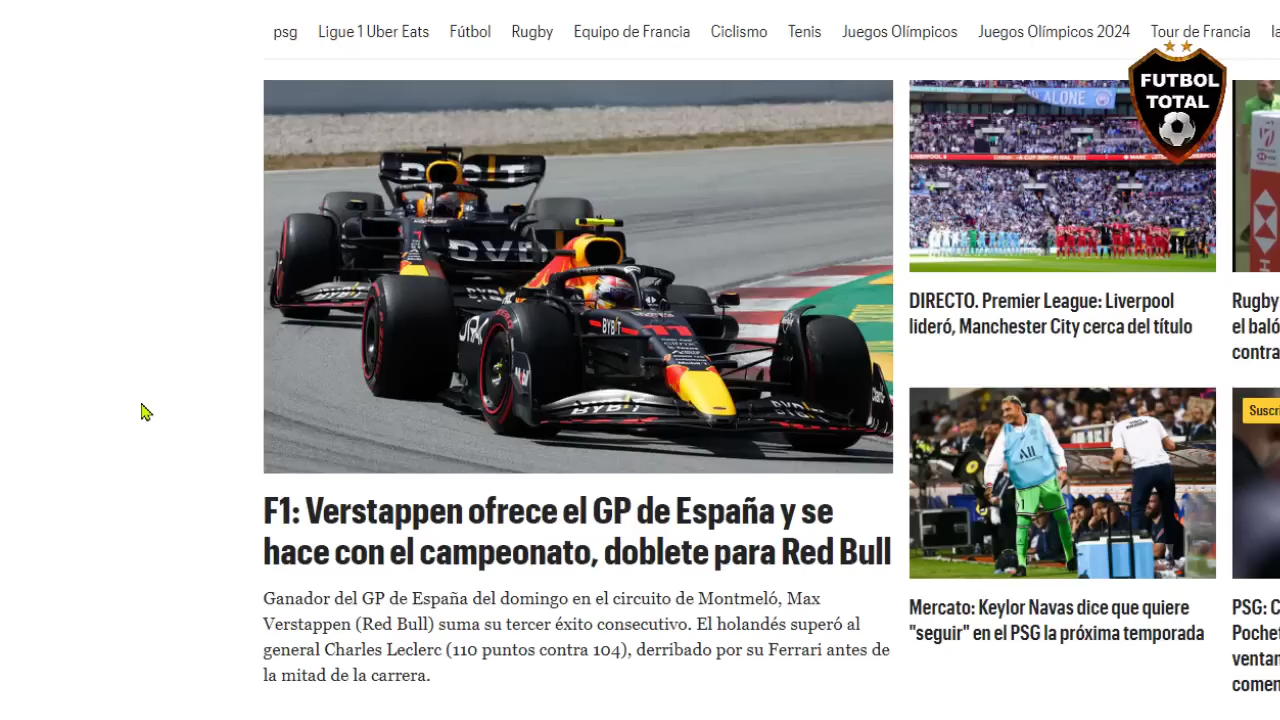 psg Ligue 1 Uber Eats Fútbol Rugby Equipo de Francia Ciclismo Tenis Juegos Olímpicos Juegos Olímpicos 2024 Tour de Francia
FUTBOL
TOTAL
ALONE
BYBIT
11
F1: Verstappen ofrece el GP de España y se
hace con el campeonato, doblete para Red Bull
Ganador del GP de España del domingo en el circuito de Montmeló, Max
Verstappen (Red Bull) suma su tercer éxito consecutivo. El holandés superó al
general Charles Leclerc (110 puntos contra 104), derribado por su Ferrari antes de
la mitad de la carrera.
DIRECTO. Premier League: Liverpool
lideró, Manchester City cerca del título
Mercato: Keylor Navas dice que quiere
"seguir" en el PSG la próxima temporada
Rugby
el baló
contra
Suscri
PSG: C
Pochet
ventan
comen